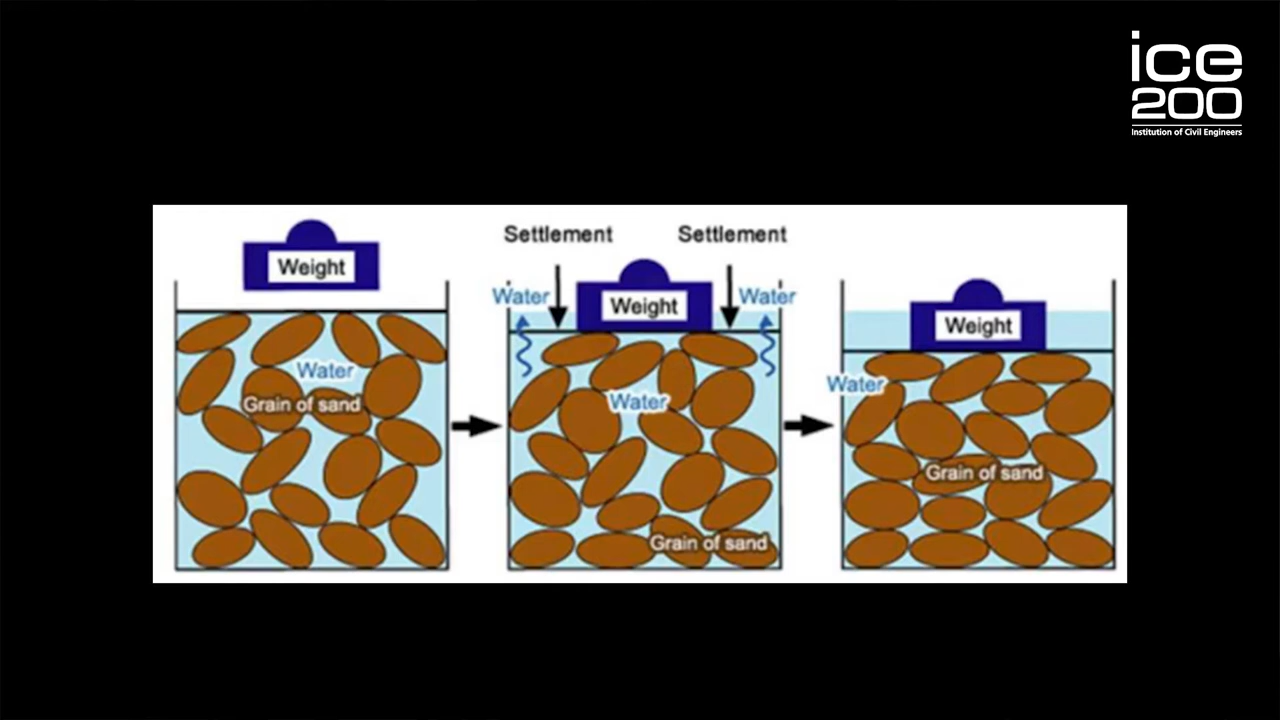 ice
200
Institution of Civil Engineers
Weight
Water
Grain of sand
Settlement
Settlement
Water
Weight
Water
Water
Grain of sand
Weight
Water
Grain of sand